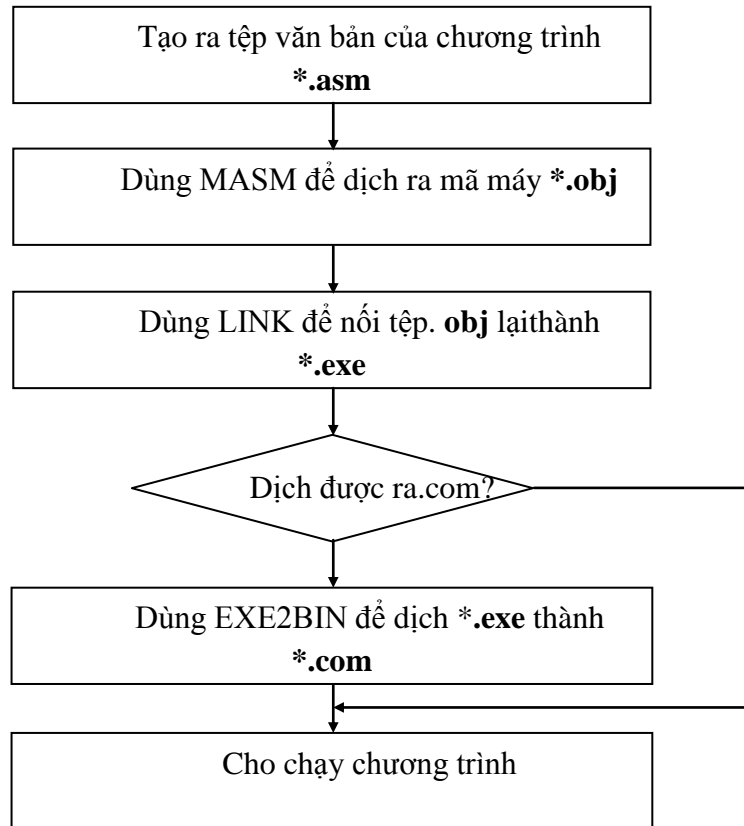 Tạo ra tệp văn bản của chương trình
*.asm
Dùng MASM để dịch ra mã máy *.obj
Dùng LINK để nối tệp. obj lạithành
*.exe
Dịch được ra.com?
Dùng EXE2BIN để dịch *.exe thành
*.com
Cho chạy chương trình